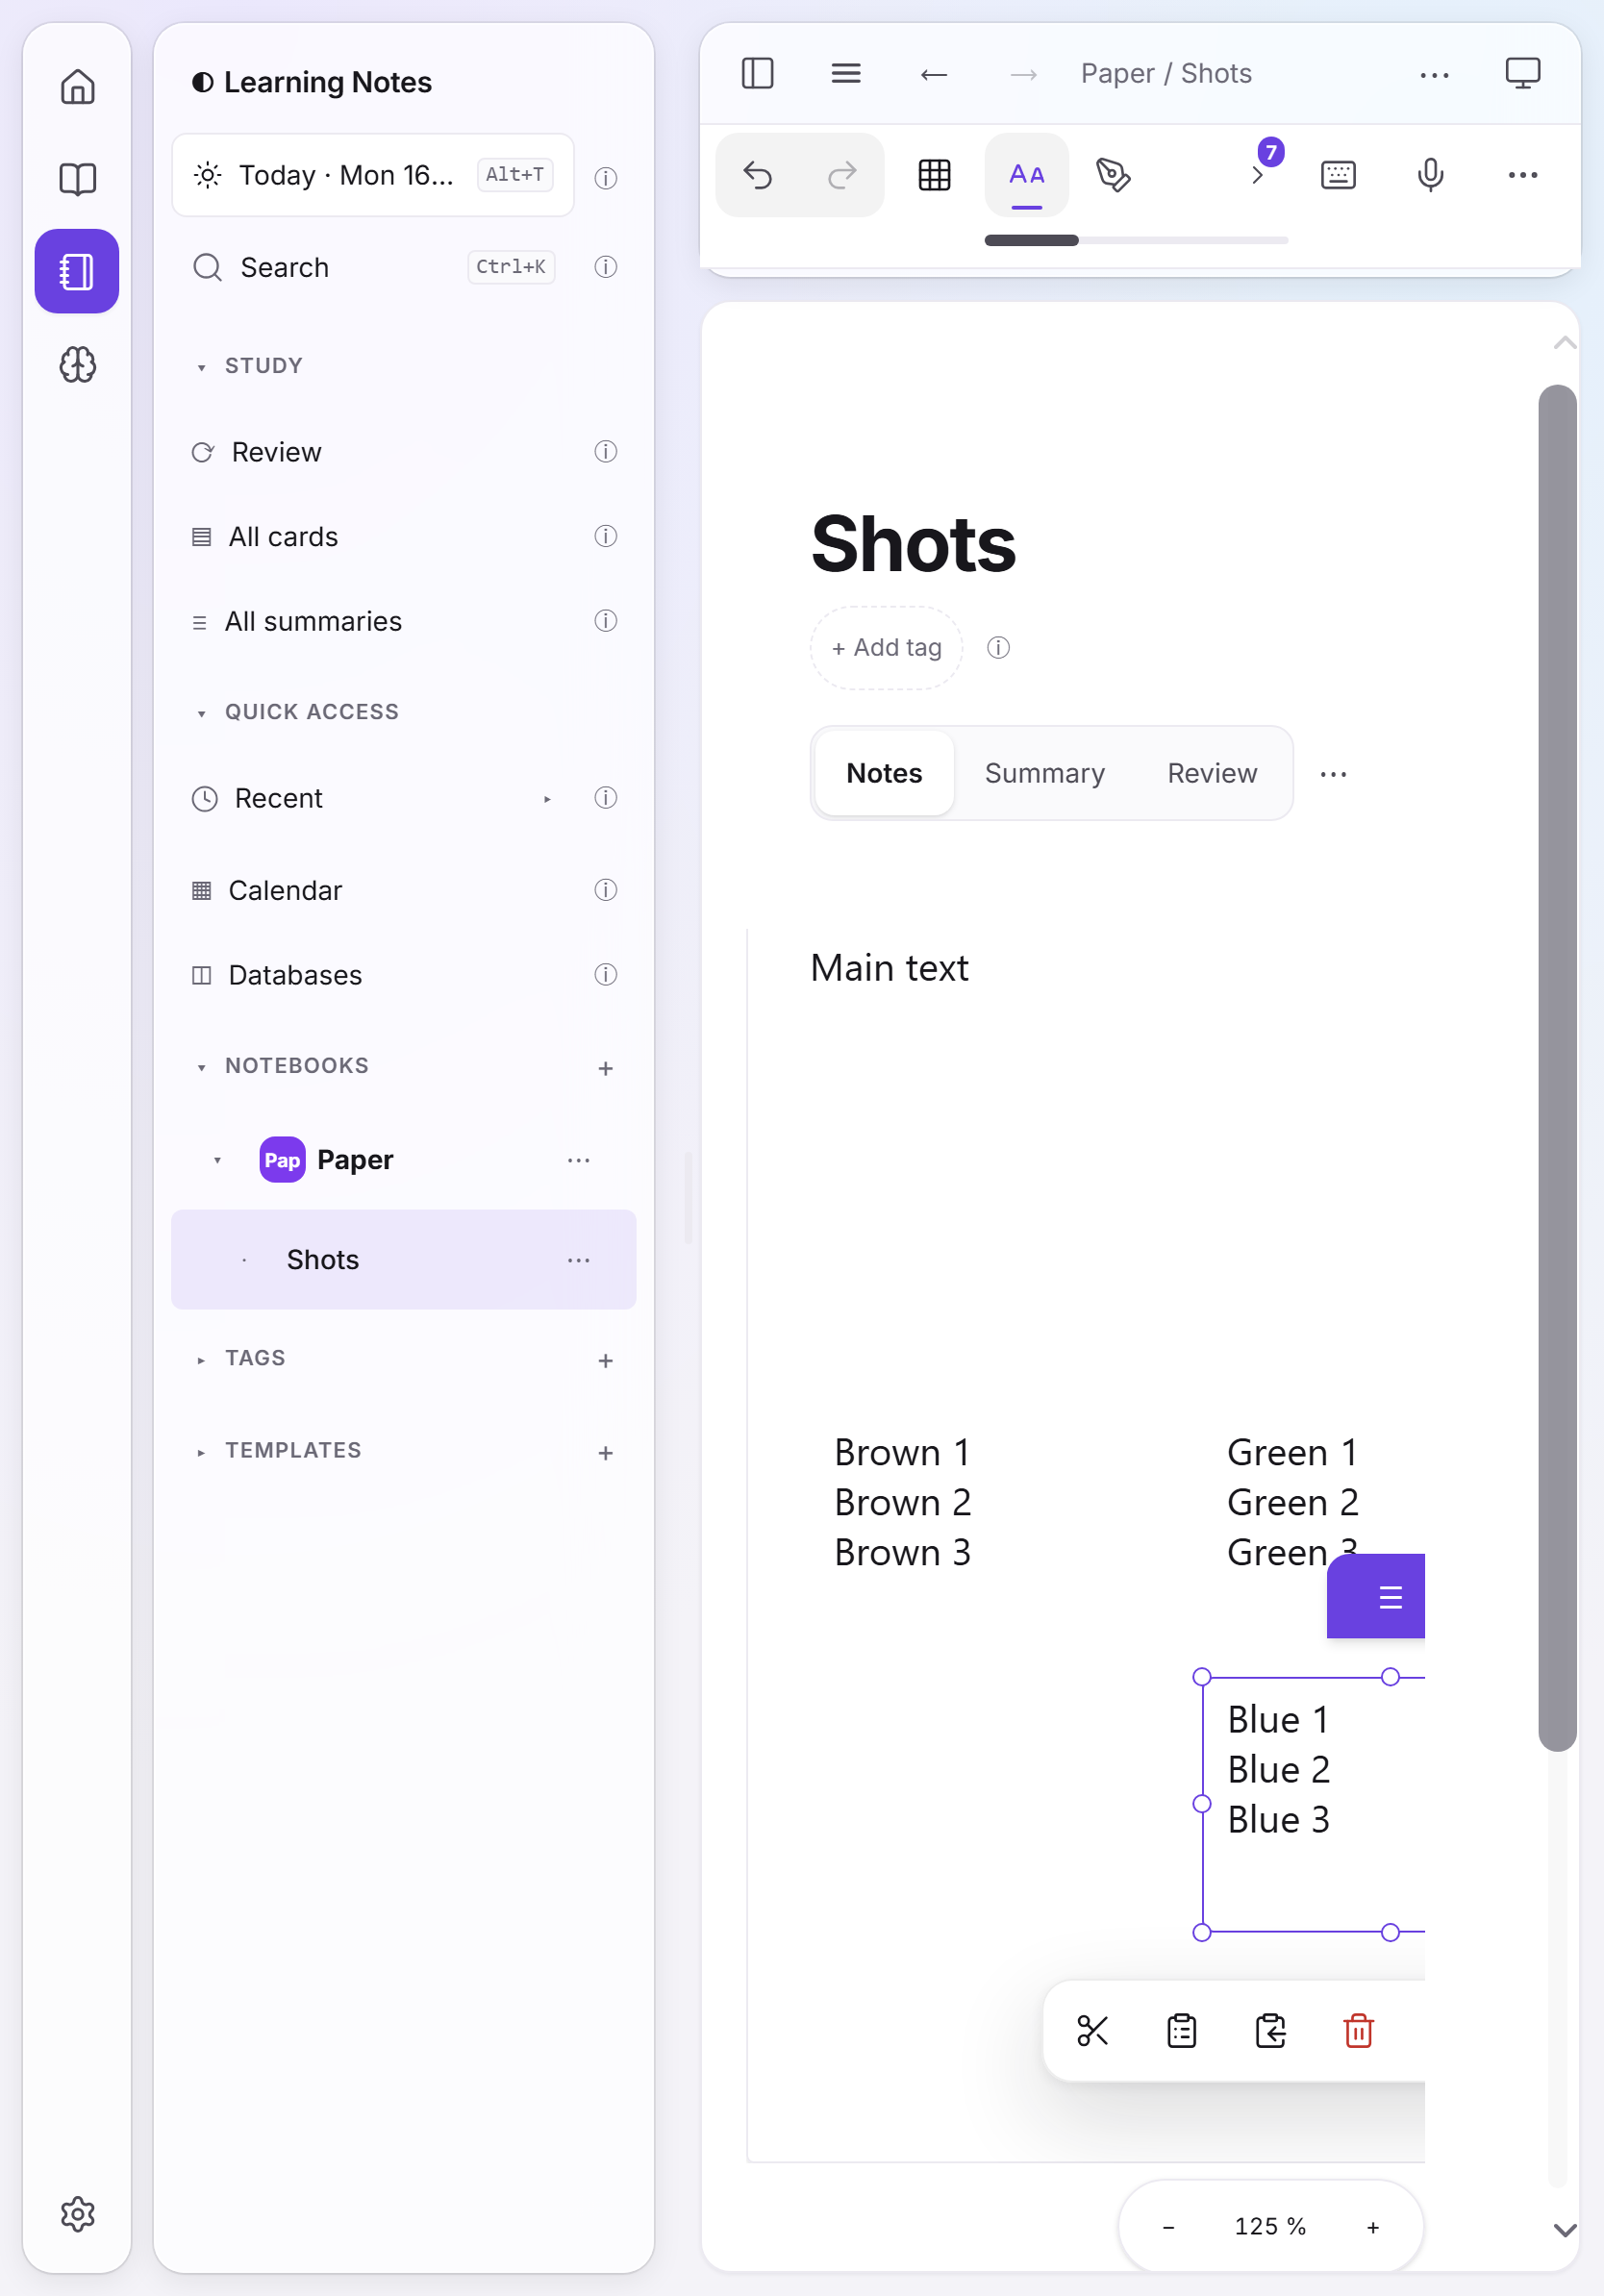 Learning Notes
Today · Mon 16... Alt+T
Search Ctrl+K
STUDY
Review
All cards
All summaries
QUICK ACCESS
Recent
Calendar
Databases
NOTEBOOKS +
Pap Paper ...
Shots ...
TAGS +
TEMPLATES +
Paper / Shots ...
AA 7
Shots
+ Add tag
Notes Summary Review ...
Main text
Brown 1
Brown 2
Brown 3
Green 1
Green 2
Green 3
Blue 1
Blue 2
Blue 3
− 125 % +